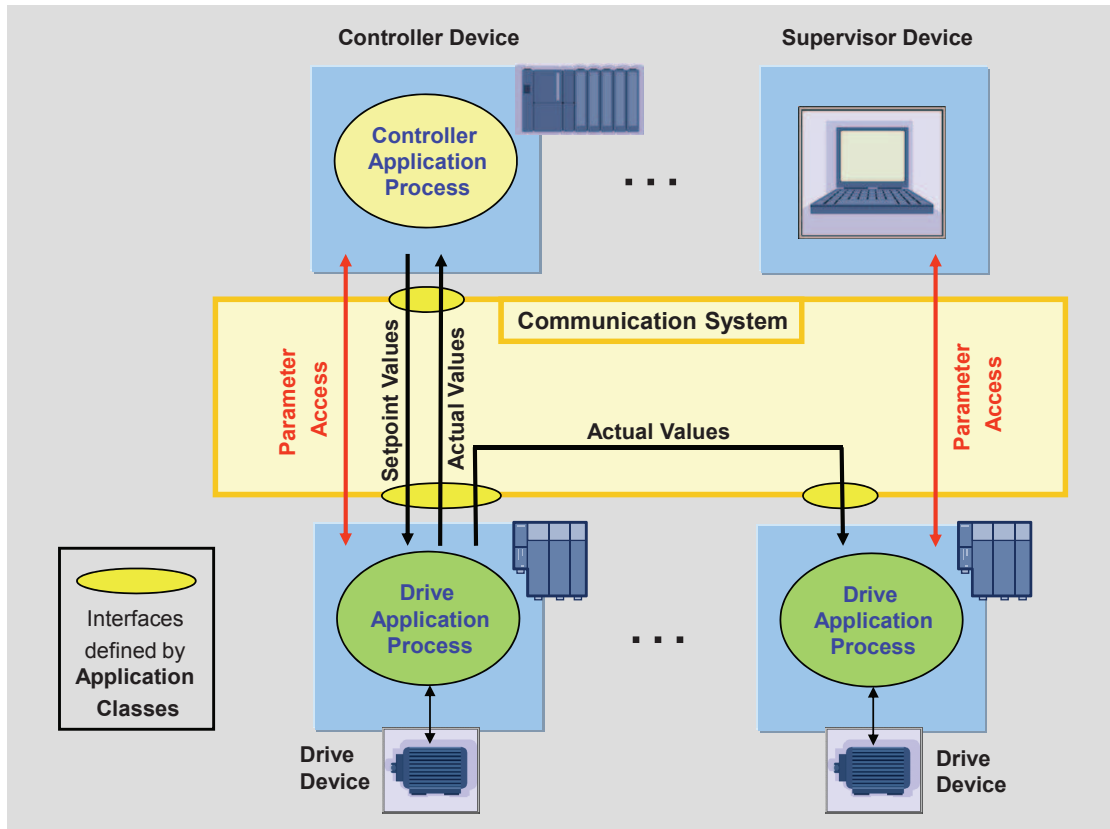 Controller Device
Supervisor Device
Controller
Application
Process
. . .
Communication System
Parameter
Access
Setpoint Values
Actual Values
Actual Values
Parameter
Access
Interfaces
defined by
Application
Classes
Drive
Application
Process
. . .
Drive
Application
Process
Drive
Device
Drive
Device